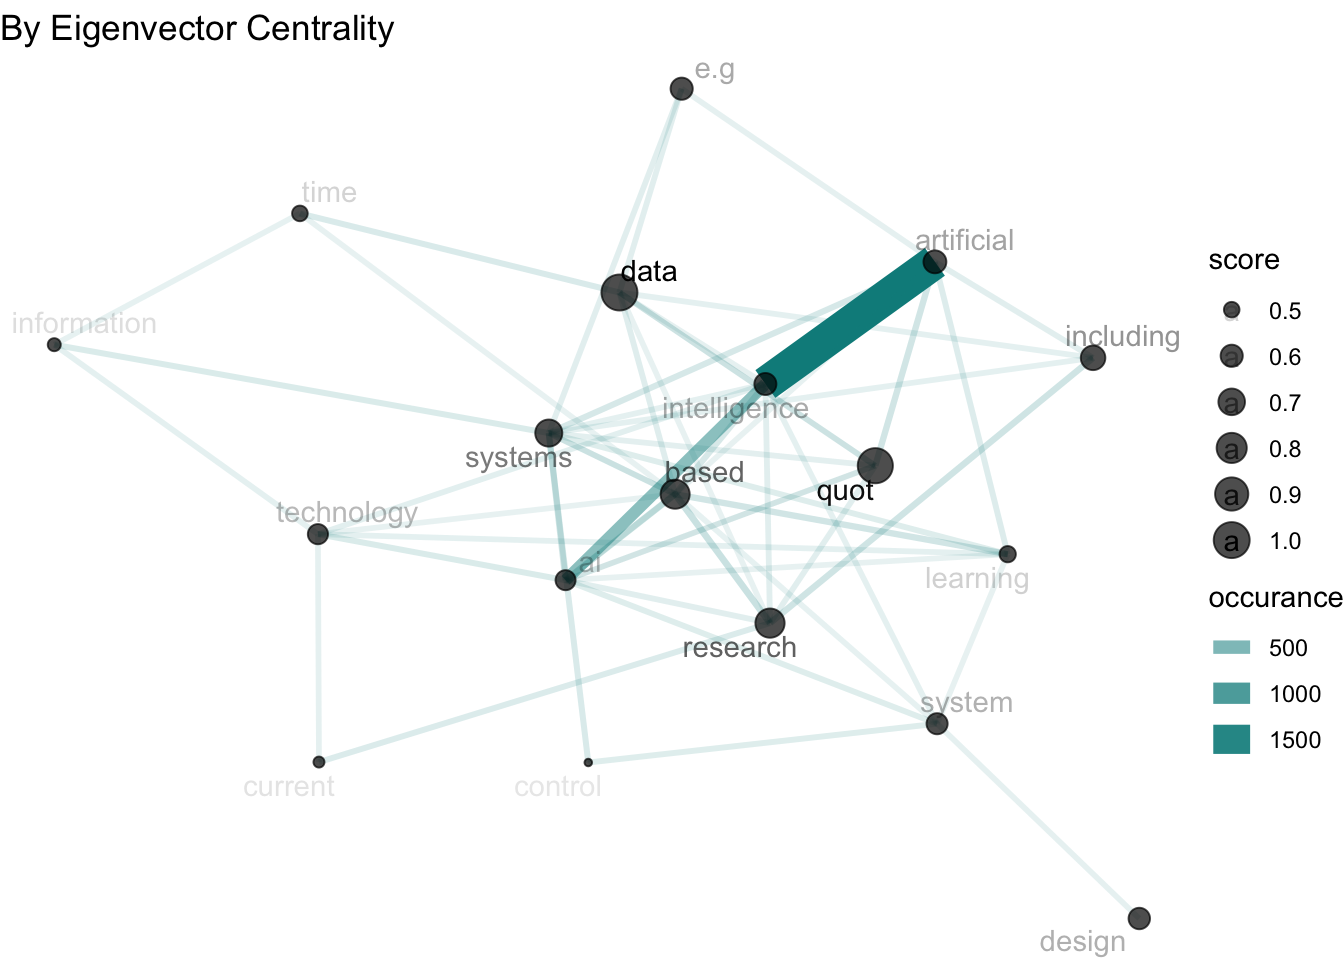 By Eigenvector Centrality
e.g
time
artificial
data
information
including
intelligence
systems
based
quot
technology
ai
learning
research
system
current
control
design
score
a 0.5
a 0.6
a 0.7
a 0.8
a 0.9
a 1.0
occurance
500
1000
1500